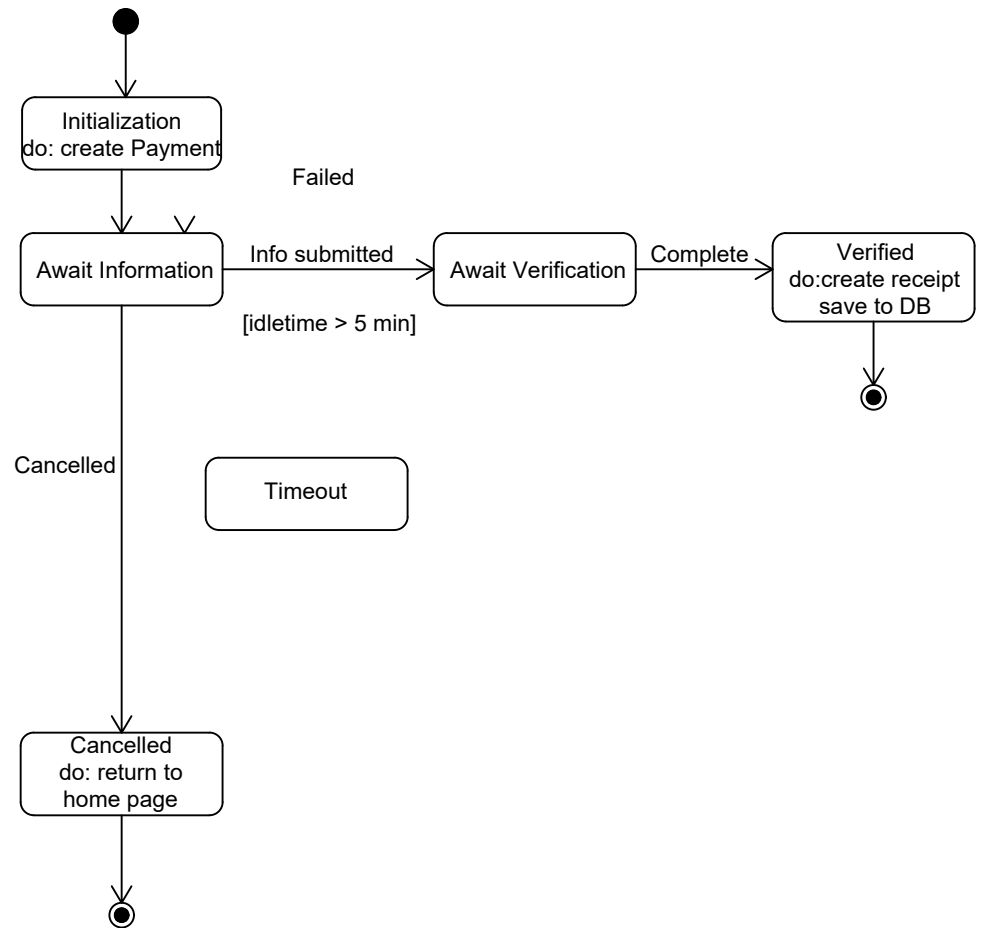 Initialization
do: create Payment
Failed
Await Information
Info submitted
Await Verification
Complete
Verified
do:create receipt
save to DB
[idletime > 5 min]
Cancelled
Timeout
Cancelled
do: return to
home page